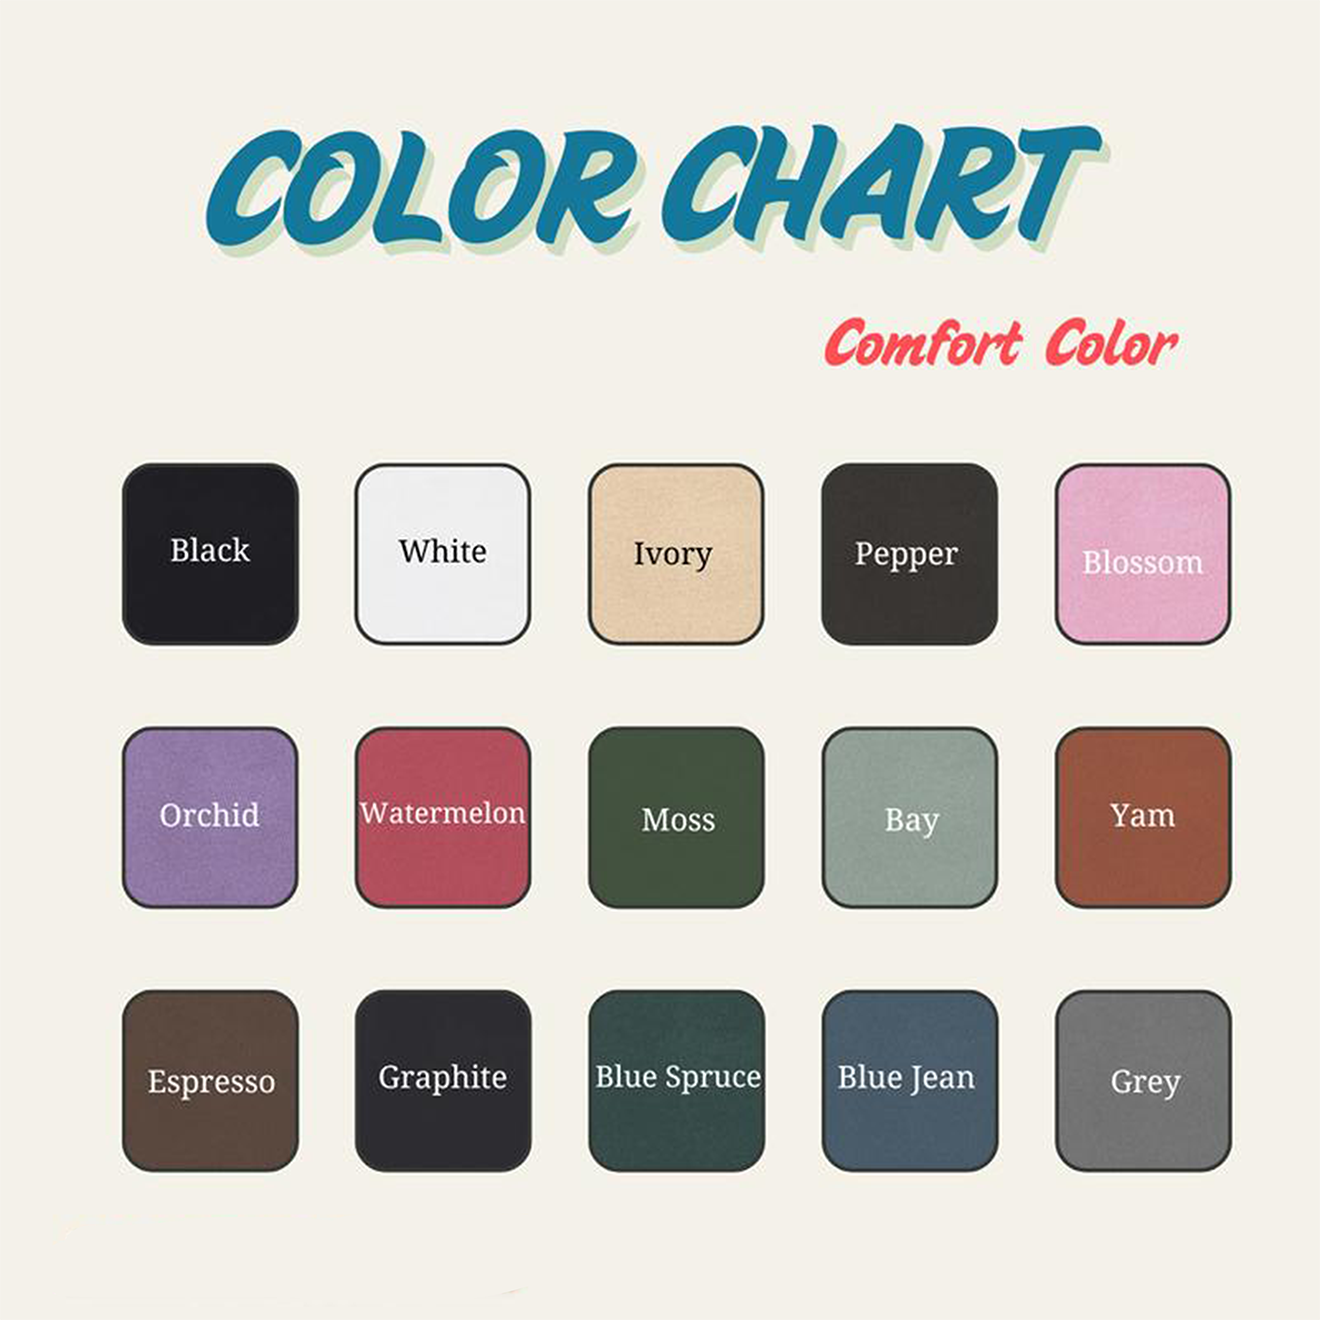 COLOR CHART
Comfort Color
Black White Ivory Pepper Blossom
Orchid Watermelon Moss Bay Yam
Espresso Graphite Blue Spruce Blue Jean Grey